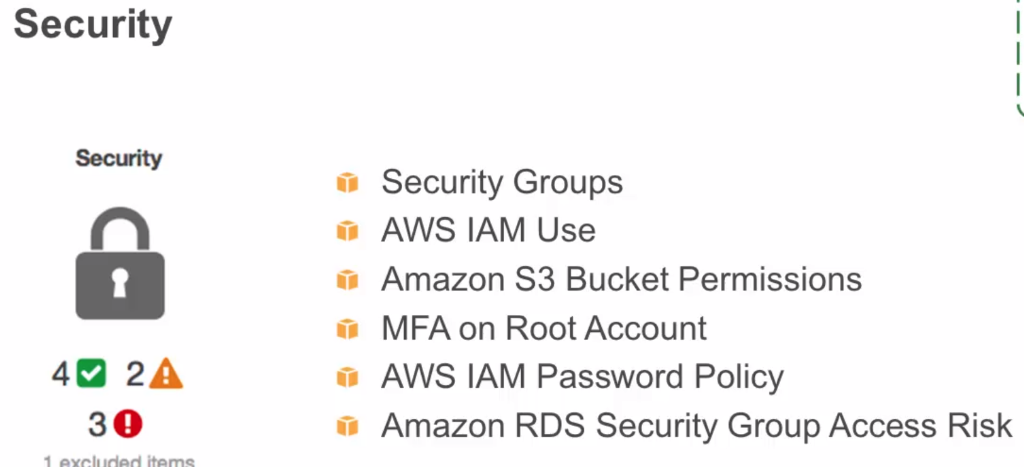 Security
Security
4 2
3
1 excluded items
Security Groups
AWS IAM Use
Amazon S3 Bucket Permissions
MFA on Root Account
AWS IAM Password Policy
Amazon RDS Security Group Access Risk